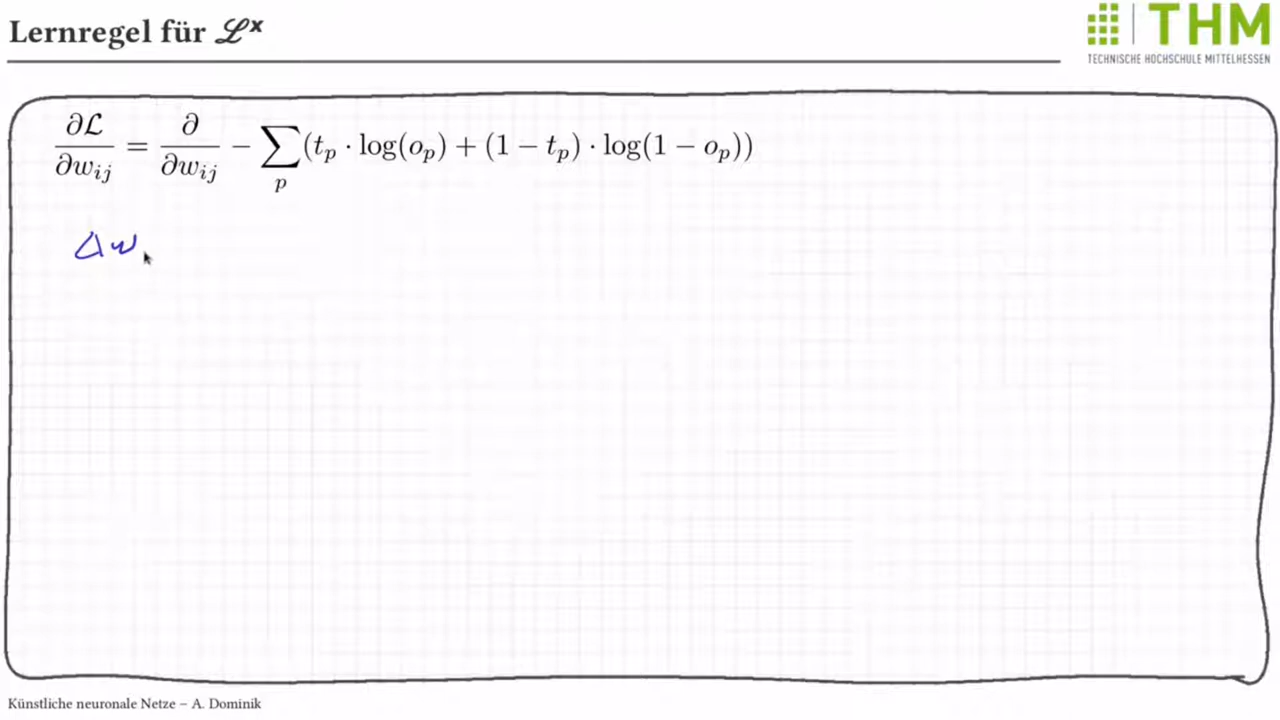 Lernregel für ℒˣ
THM
TECHNISCHE HOCHSCHULE MITTELHESSEN
∂ℒ/∂w_ij = ∂/∂w_ij − ∑_p (t_p · log(o_p) + (1 − t_p) · log(1 − o_p))
Δw
Künstliche neuronale Netze – A. Dominik